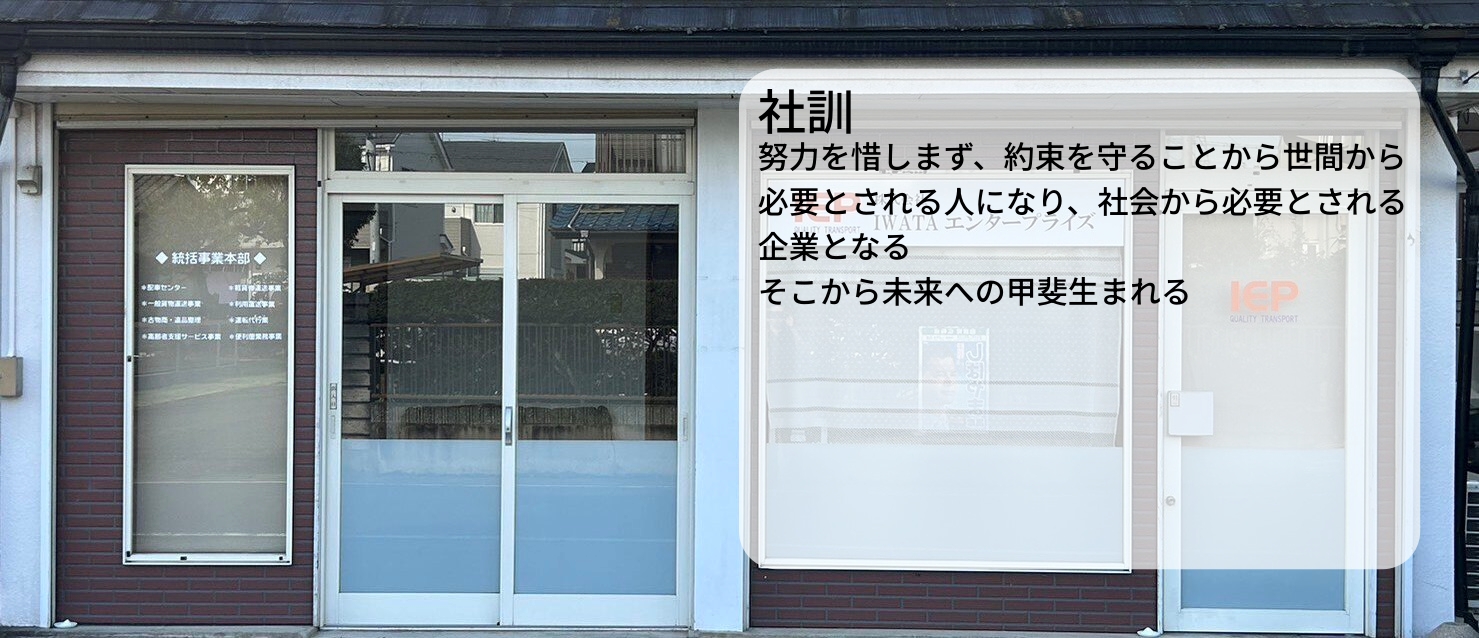 ◆ 統括事業本部 ◆
＊配車センター
＊軽貨物運送事業
＊一般貨物運送事業
＊利用運送事業
＊古物商・遺品整理
＊運転代行業
＊高齢者支援サービス事業
＊便利屋業務事業
社訓
努力を惜しまず、約束を守ることから世間から
必要とされる人になり、社会から必要とされる
企業となる
そこから未来への甲斐生まれる
IEP
QUALITY TRANSPORT
IWATA エンタープライズ
IEP
QUALITY TRANSPORT